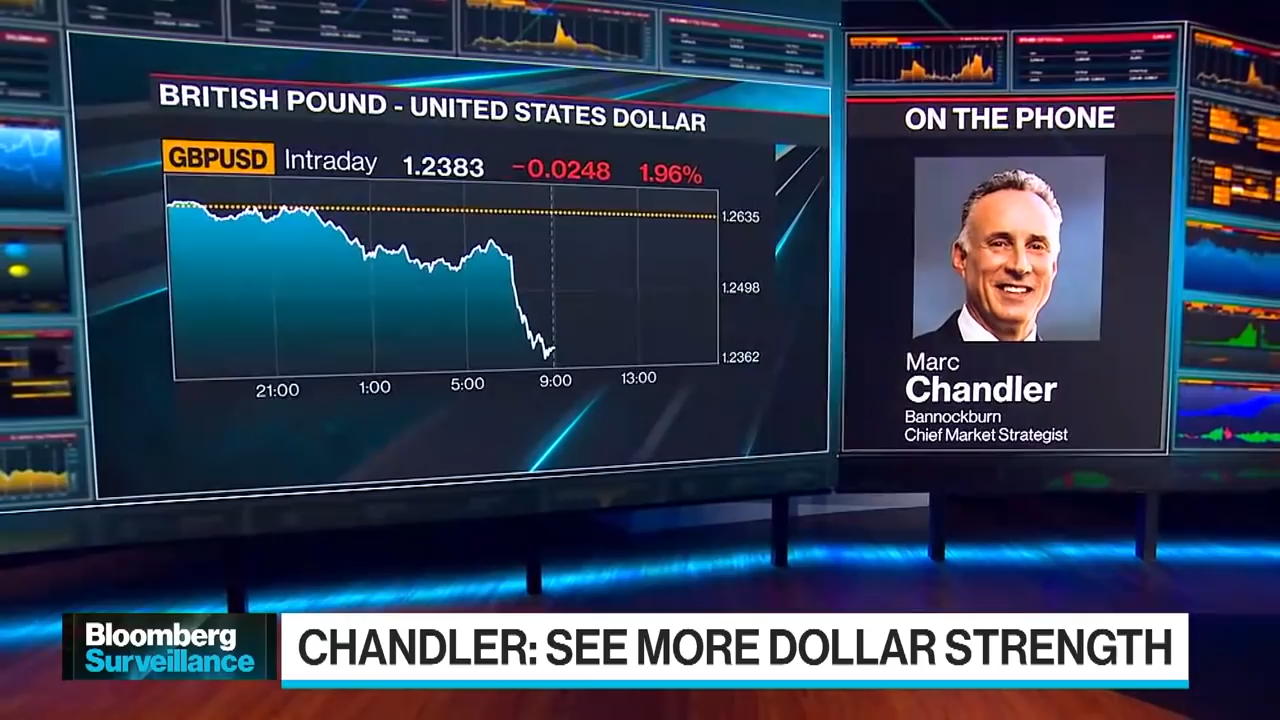 BRITISH POUND - UNITED STATES DOLLAR
GBPUSD Intraday 1.2383 -0.0248 1.96%
1.2635
1.2498
1.2362
21:00 1:00 5:00 9:00 13:00
ON THE PHONE
Marc
Chandler
Bannockburn
Chief Market Strategist
Bloomberg
Surveillance
CHANDLER: SEE MORE DOLLAR STRENGTH